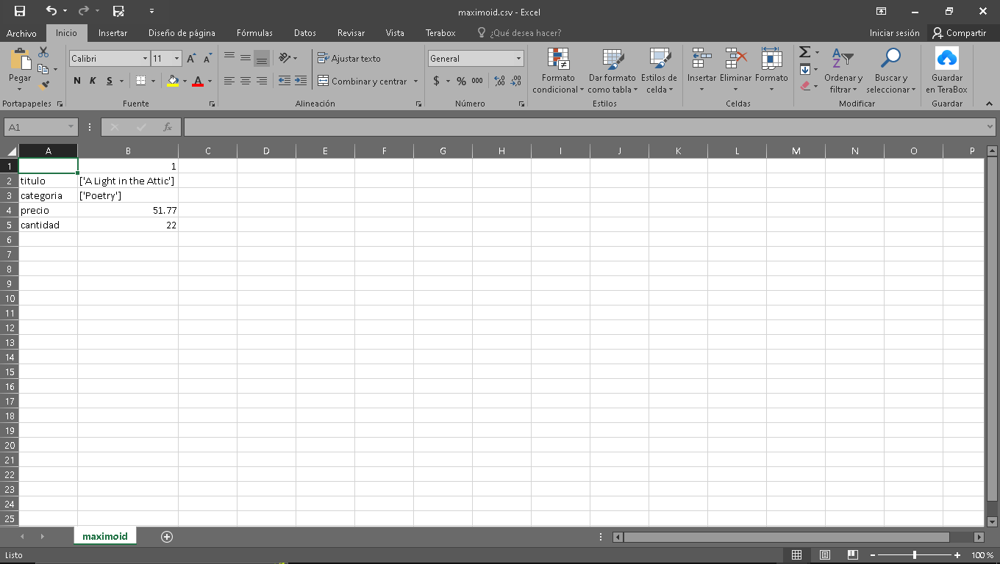 maximoid.csv - Excel
Archivo Inicio Insertar Diseño de página Fórmulas Datos Revisar Vista Terabox ¿Qué desea hacer? Iniciar sesión Compartir
Pegar
Calibri 11
N K S
Ajustar texto
Combinar y centrar
General
$ % 000
Formato condicional
Dar formato como tabla
Estilos de celda
Insertar Eliminar Formato
Ordenar y filtrar
Buscar y seleccionar
Guardar en TeraBox
Portapapeles Fuente Alineación Número Estilos Celdas Modificar Guardar
A1 fx
A B C D E F G H I J K L M N O P
1 1
2 titulo ['A Light in the Attic']
3 categoria ['Poetry']
4 precio 51.77
5 cantidad 22
6
7
8
9
10
11
12
13
14
15
16
17
18
19
20
21
22
23
24
25
maximoid
Listo 100 %